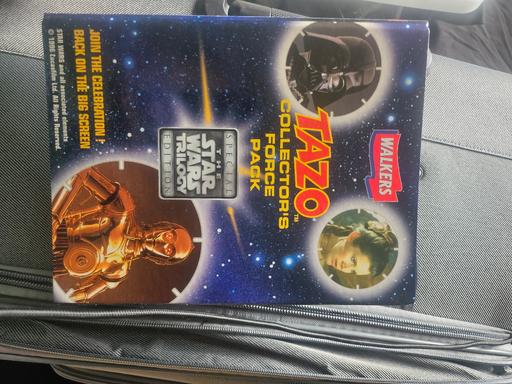 WALKERS
TAZO™
COLLECTOR'S
FORCE
PACK
SPECIAL
THE
STAR
WARS
TRILOGY
EDITION
JOIN THE CELEBRATION !
BACK ON THE BIG SCREEN
STAR WARS and all associated elements
© 1996 Lucasfilm Ltd. All Rights Reserved.